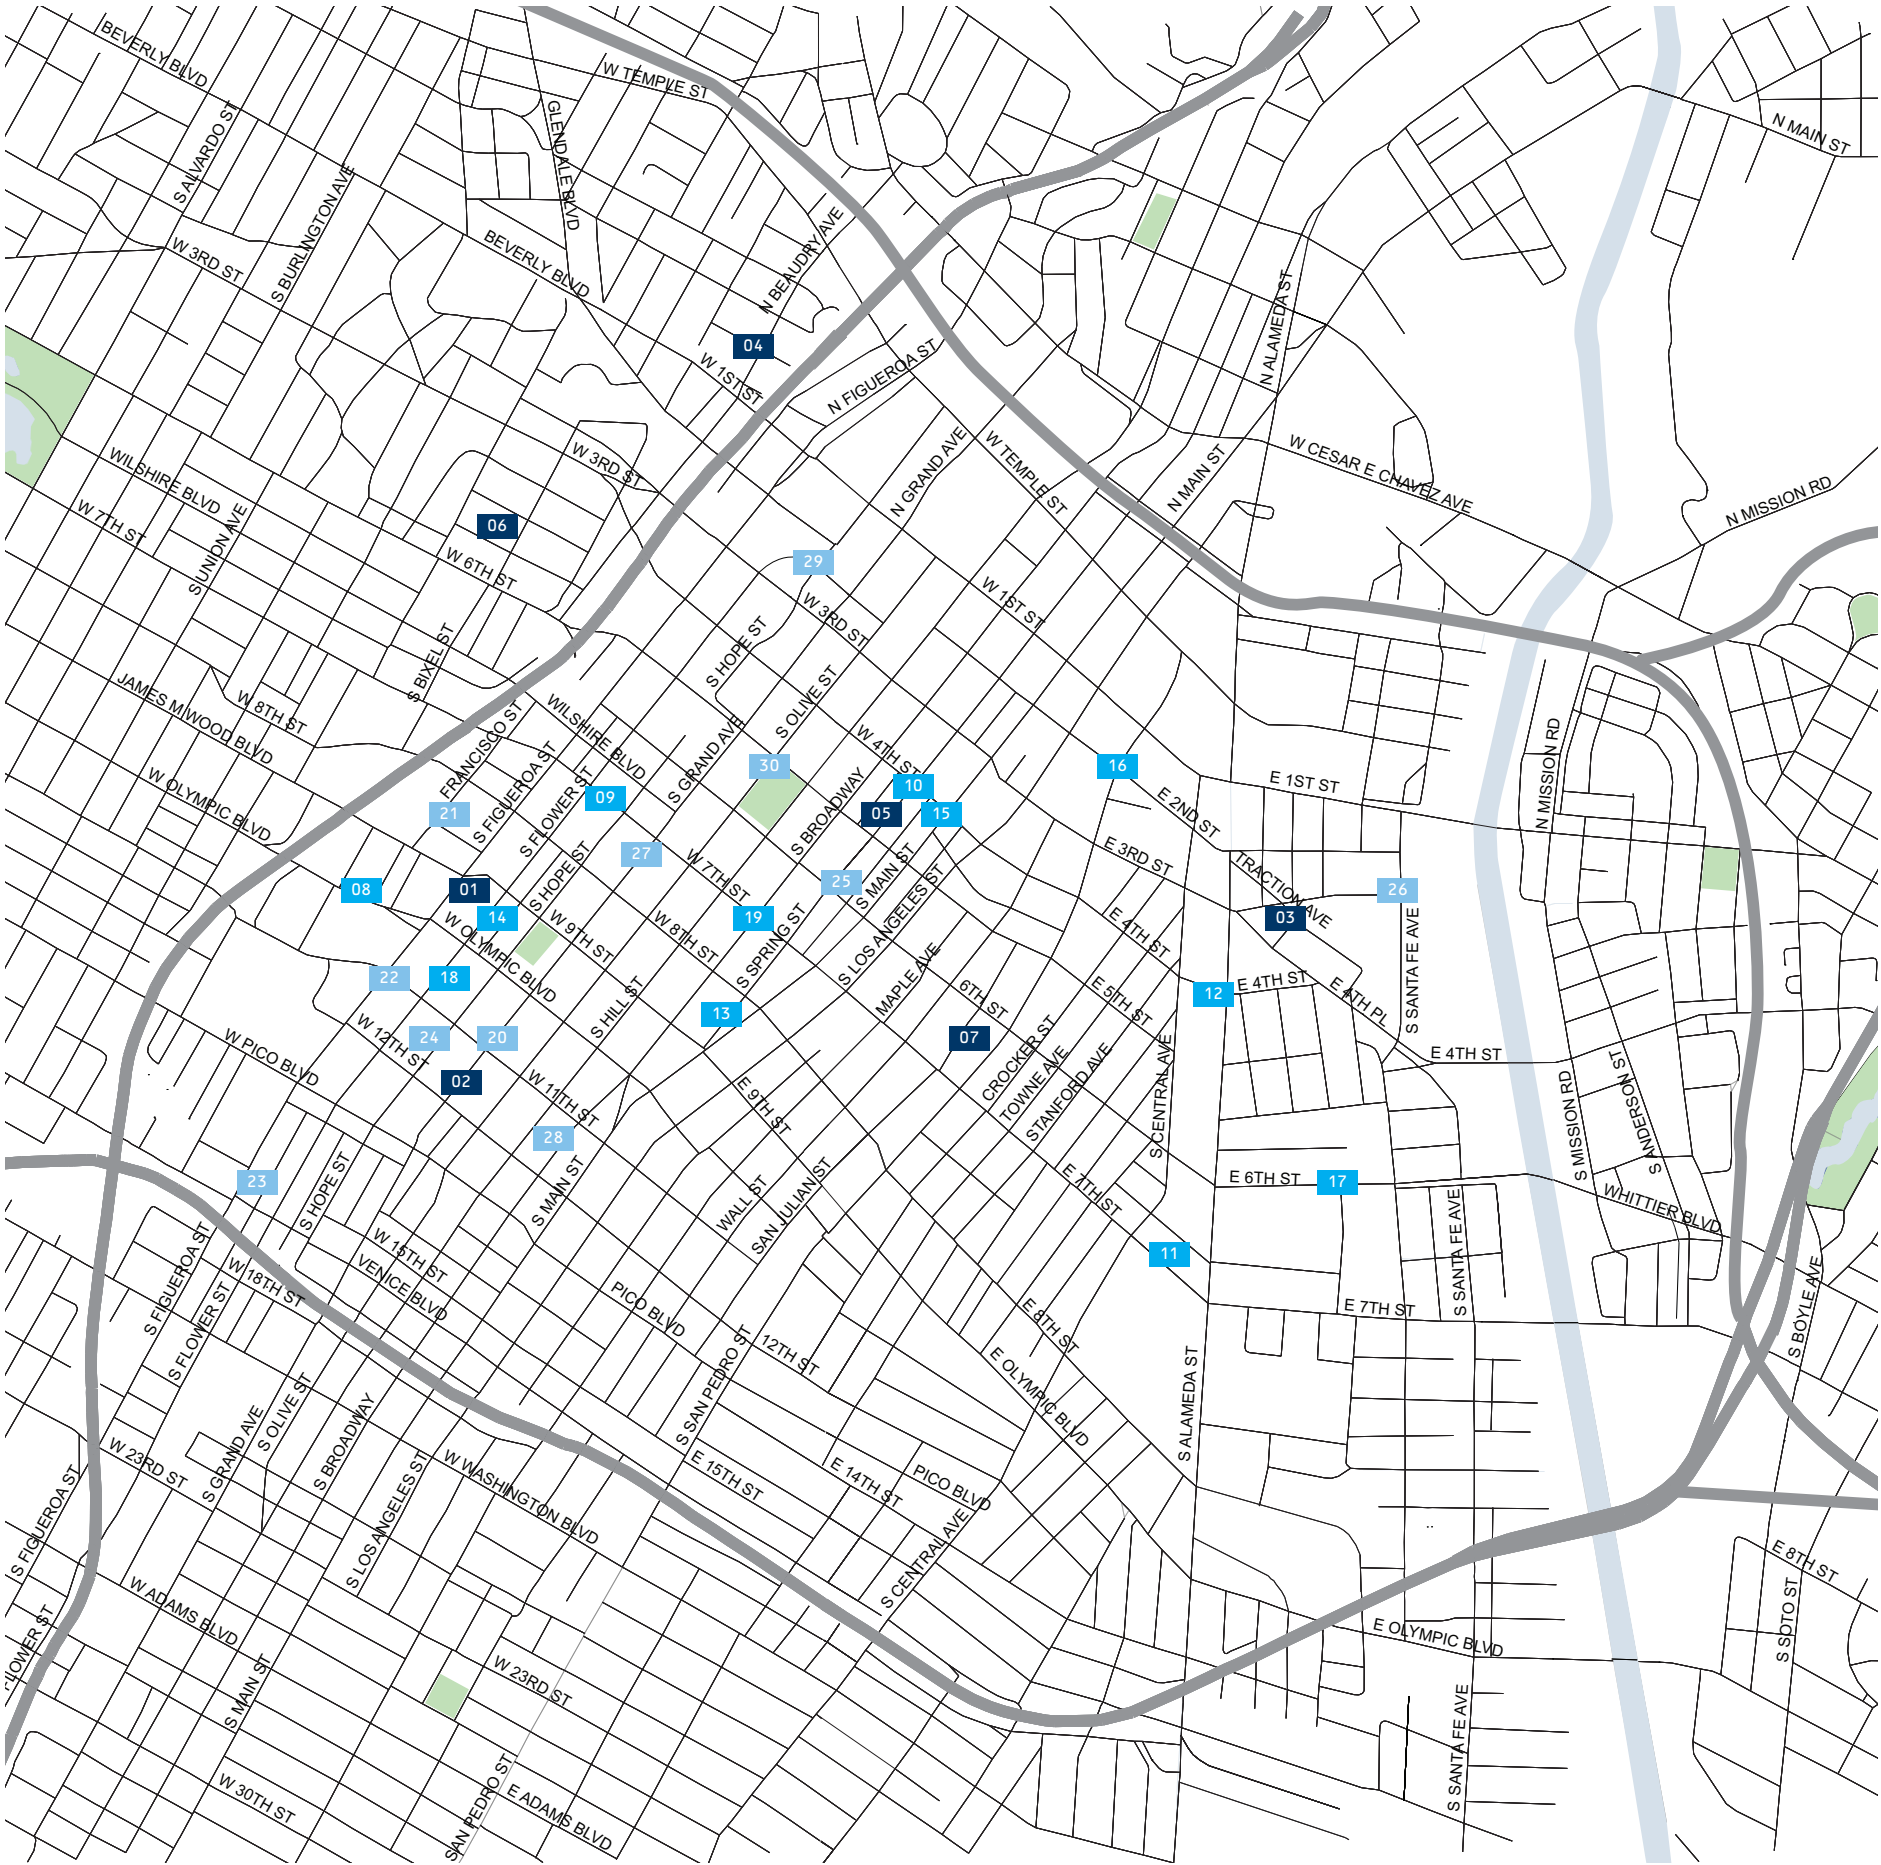 BEVERLY BLVD
W TEMPLE ST
GLENDALE BLVD
N MAIN ST
S ALVARDO ST
S BURLINGTON AVE
W 3RD ST
BEVERLY BLVD
N BEAUDRY AVE
N ALAMEDA ST
04
W 1ST ST
N FIGUEROA ST
W 3RD ST
N GRAND AVE
W TEMPLE ST
N MAIN ST
W CESAR E CHAVEZ AVE
N MISSION RD
WILSHIRE BLVD
W 7TH ST
S UNION AVE
06
W 6TH ST
29
W 3RD ST
W 1ST ST
S HOPE ST
S BIXEL ST
S OLIVE ST
JAMES M WOOD BLVD
W 8TH ST
FRANCISCO ST
WILSHIRE BLVD
S GRAND AVE
W 4TH ST
W OLYMPIC BLVD
S FIGUEROA ST
S FLOWER ST
30
16
E 1ST ST
N MISSION RD
N MISSION RD
09
10
S BROADWAY
05
15
21
E 2ND ST
27
W 7TH ST
E 3RD ST
TRACTION AVE
S HOPE ST
25
S MAIN ST
S LOS ANGELES ST
26
08
01
14
W OLYMPIC BLVD
W 9TH ST
W 8TH ST
19
S SPRING ST
E 4TH ST
03
S SANTA FE AVE
22
18
S HILL ST
13
MAPLE AVE
6TH ST
E 5TH ST
12
E 4TH ST
E 4TH PL
W PICO BLVD
W 12TH ST
24
20
02
07
CROCKER ST
TOWNE AVE
STANFORD AVE
S CENTRAL AVE
E 4TH ST
S MISSION RD
S ANDERSON ST
W 11TH ST
E 9TH ST
28
23
S HOPE ST
S MAIN ST
WALL ST
SAN JULIAN ST
E 7TH ST
E 6TH ST
17
WHITTIER BLVD
11
S FIGUEROA ST
W 18TH ST
W 15TH ST
VENICE BLVD
S FLOWER ST
PICO BLVD
12TH ST
S SAN PEDRO ST
E 8TH ST
E OLYMPIC BLVD
E 7TH ST
S SANTA FE AVE
S BOYLE AVE
S ALAMEDA ST
W 23RD ST
S GRAND AVE
S OLIVE ST
S BROADWAY
S LOS ANGELES ST
W WASHINGTON BLVD
E 15TH ST
E 14TH ST
PICO BLVD
S CENTRAL AVE
S FIGUEROA ST
E 8TH ST
S SOTO ST
W ADAMS BLVD
E OLYMPIC BLVD
S MAIN ST
W 23RD ST
S SANTA FE AVE
W 30TH ST
SAN PEDRO ST
E ADAMS BLVD